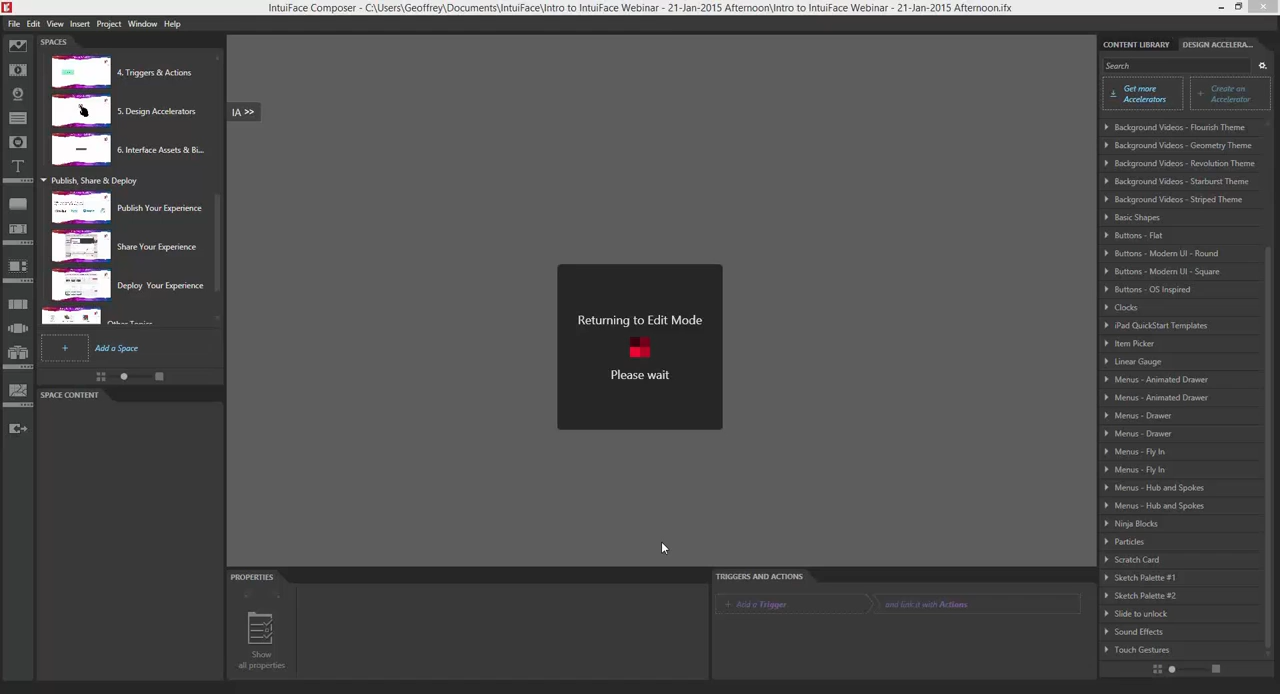 IntuiFace Composer - C:\Users\Geoffrey\Documents\IntuiFace\Intro to IntuiFace Webinar - 21-Jan-2015 Afternoon\Intro to IntuiFace Webinar - 21-Jan-2015 Afternoon.ifx
File Edit View Insert Project Window Help
SPACES
4. Triggers & Actions
5. Design Accelerators
6. Interface Assets & Bi...
Publish, Share & Deploy
Publish Your Experience
Share Your Experience
Deploy Your Experience
Other Topics
+ Add a Space
SPACE CONTENT
IA >>
Returning to Edit Mode
Please wait
PROPERTIES
Show
all properties
TRIGGERS AND ACTIONS
+ Add a Trigger
and link it with Actions
CONTENT LIBRARY
DESIGN ACCELERA...
Search
Get more
Accelerators
+ Create an
Accelerator
Background Videos - Flourish Theme
Background Videos - Geometry Theme
Background Videos - Revolution Theme
Background Videos - Starburst Theme
Background Videos - Striped Theme
Basic Shapes
Buttons - Flat
Buttons - Modern UI - Round
Buttons - Modern UI - Square
Buttons - OS Inspired
Clocks
iPad QuickStart Templates
Item Picker
Linear Gauge
Menus - Animated Drawer
Menus - Animated Drawer
Menus - Drawer
Menus - Drawer
Menus - Fly In
Menus - Fly In
Menus - Hub and Spokes
Menus - Hub and Spokes
Ninja Blocks
Particles
Scratch Card
Sketch Palette #1
Sketch Palette #2
Slide to unlock
Sound Effects
Touch Gestures